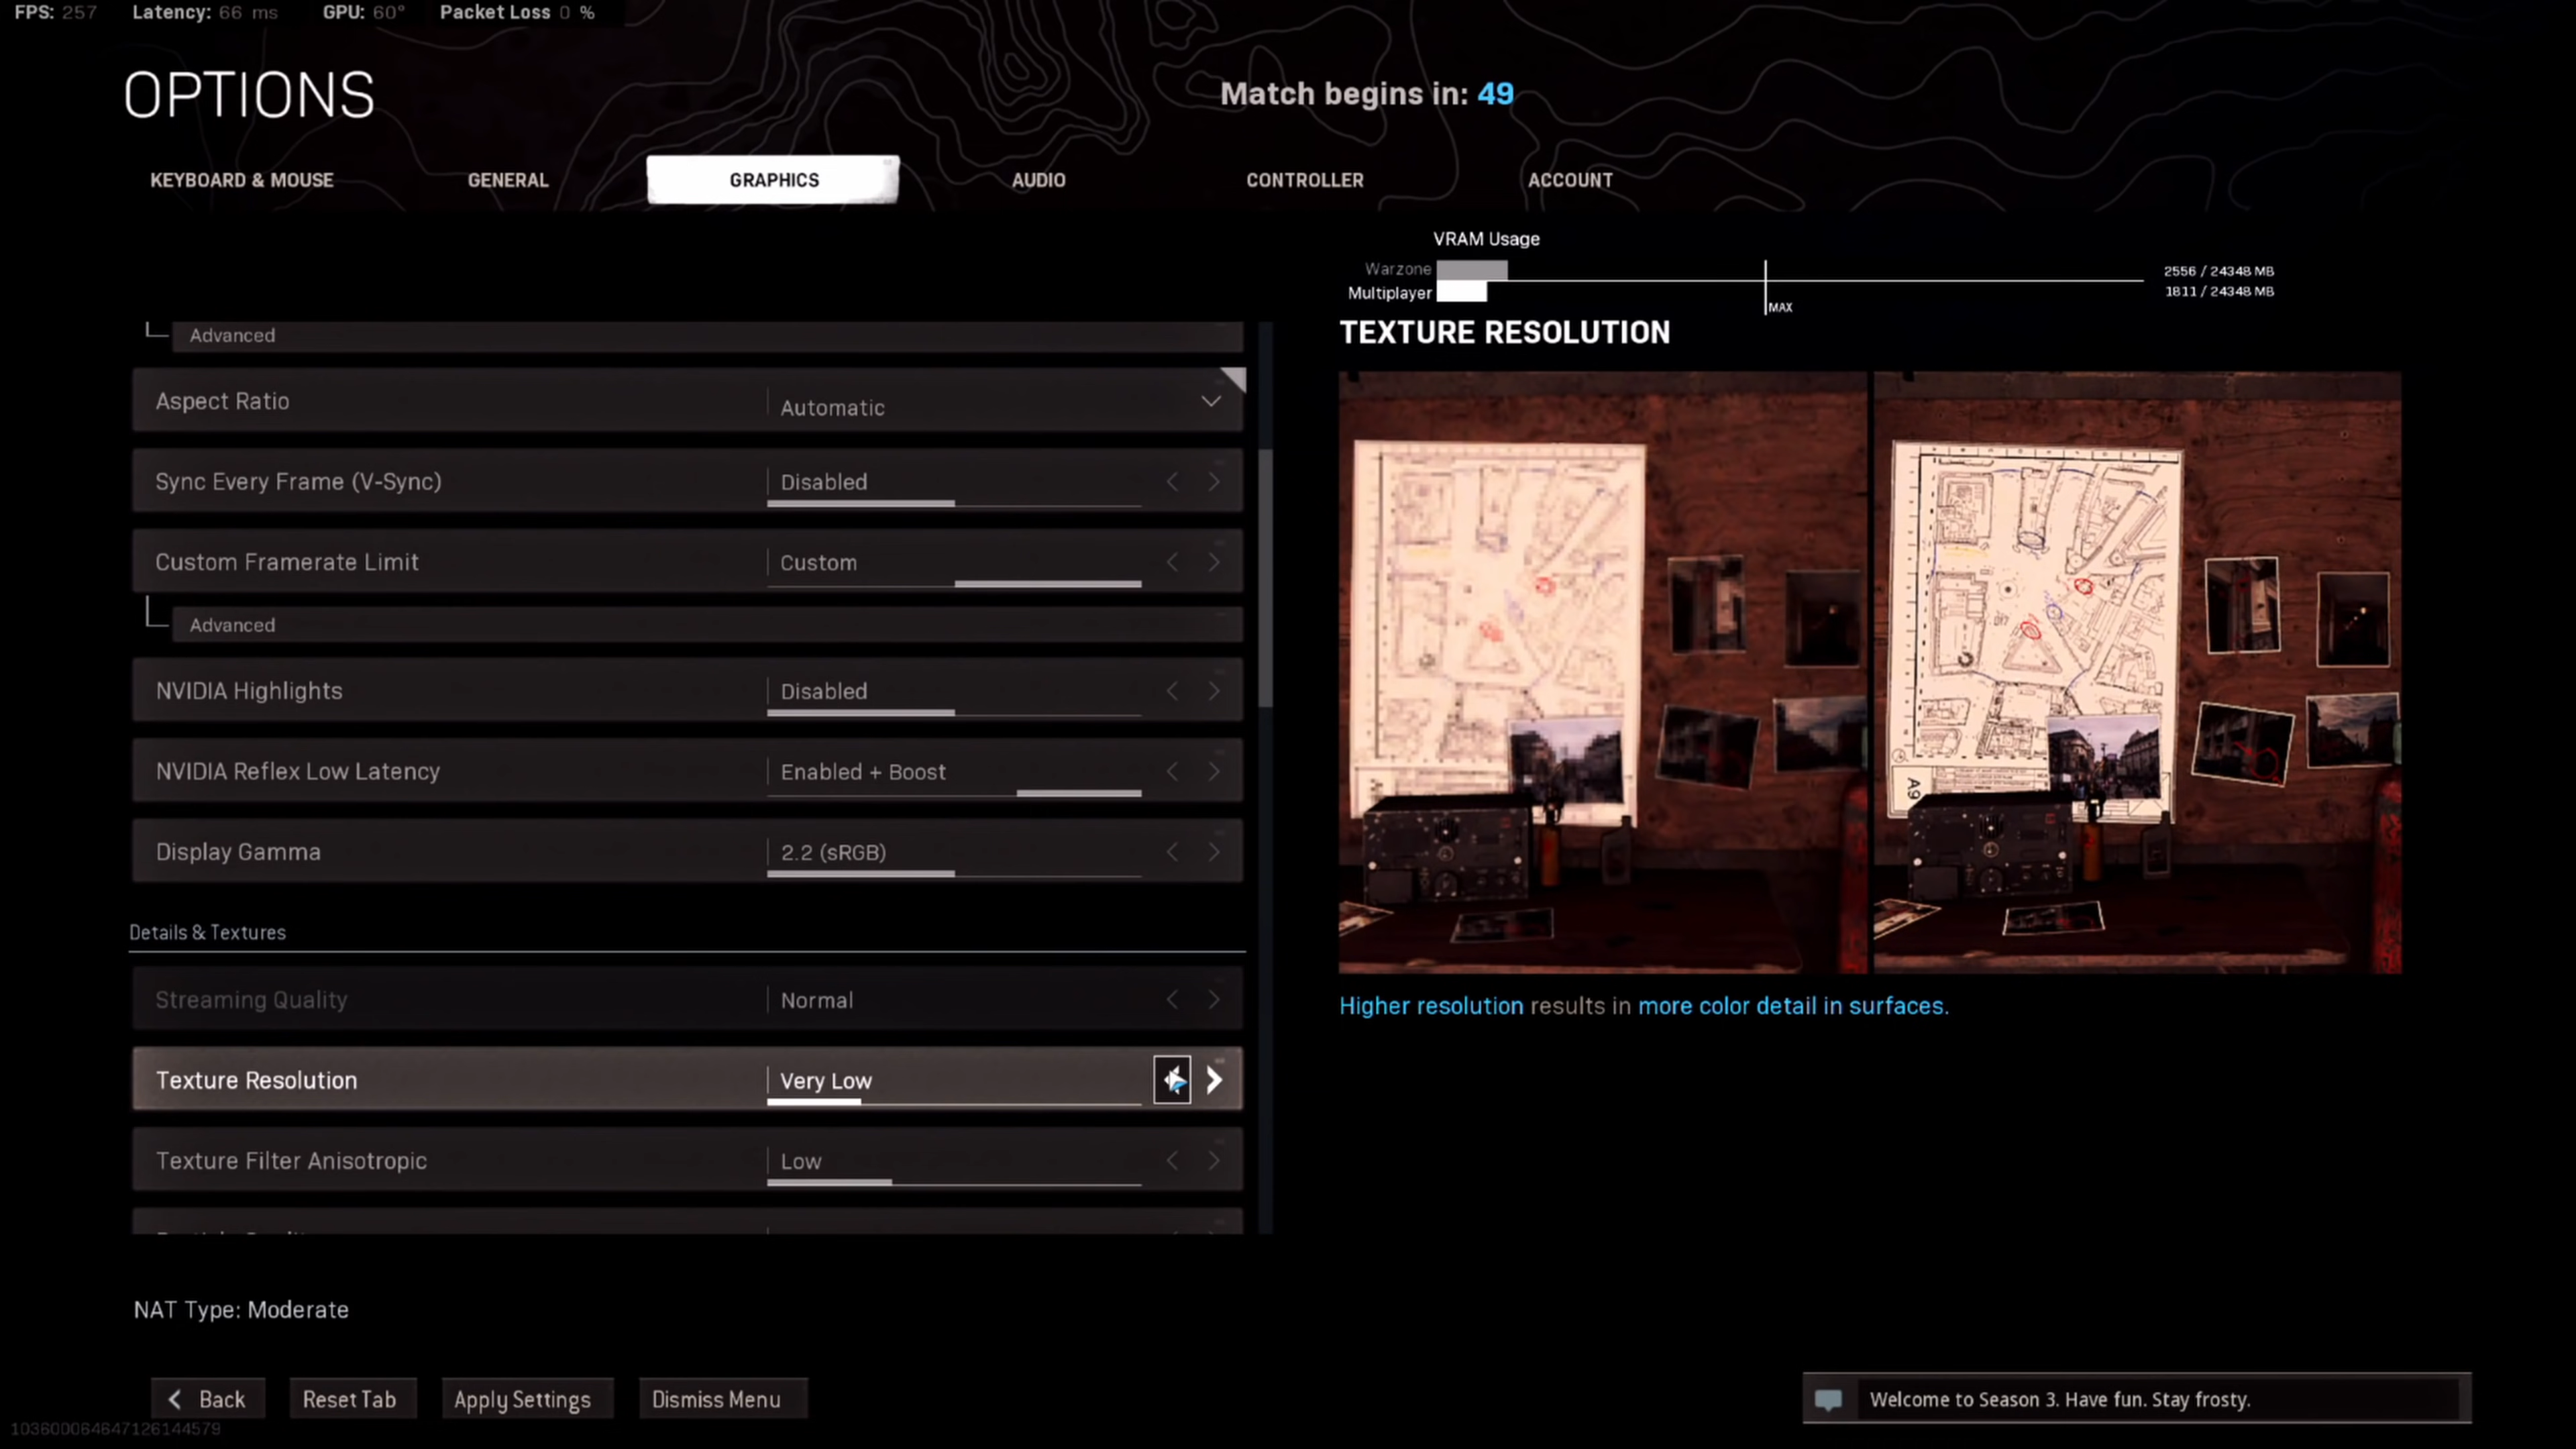 FPS: 257 Latency: 66 ms GPU: 60° Packet Loss 0 %
OPTIONS
Match begins in: 49
KEYBOARD & MOUSE GENERAL GRAPHICS AUDIO CONTROLLER ACCOUNT
VRAM Usage
Warzone 2556 / 24348 MB
Multiplayer 1811 / 24348 MB
MAX
TEXTURE RESOLUTION
Advanced
Aspect Ratio Automatic
Sync Every Frame (V-Sync) Disabled
Custom Framerate Limit Custom
Advanced
NVIDIA Highlights Disabled
NVIDIA Reflex Low Latency Enabled + Boost
Display Gamma 2.2 (sRGB)
A9
Details & Textures
Streaming Quality Normal
Higher resolution results in more color detail in surfaces.
Texture Resolution Very Low
Texture Filter Anisotropic Low
NAT Type: Moderate
Back Reset Tab Apply Settings Dismiss Menu
Welcome to Season 3. Have fun. Stay frosty.
103600064647126144579